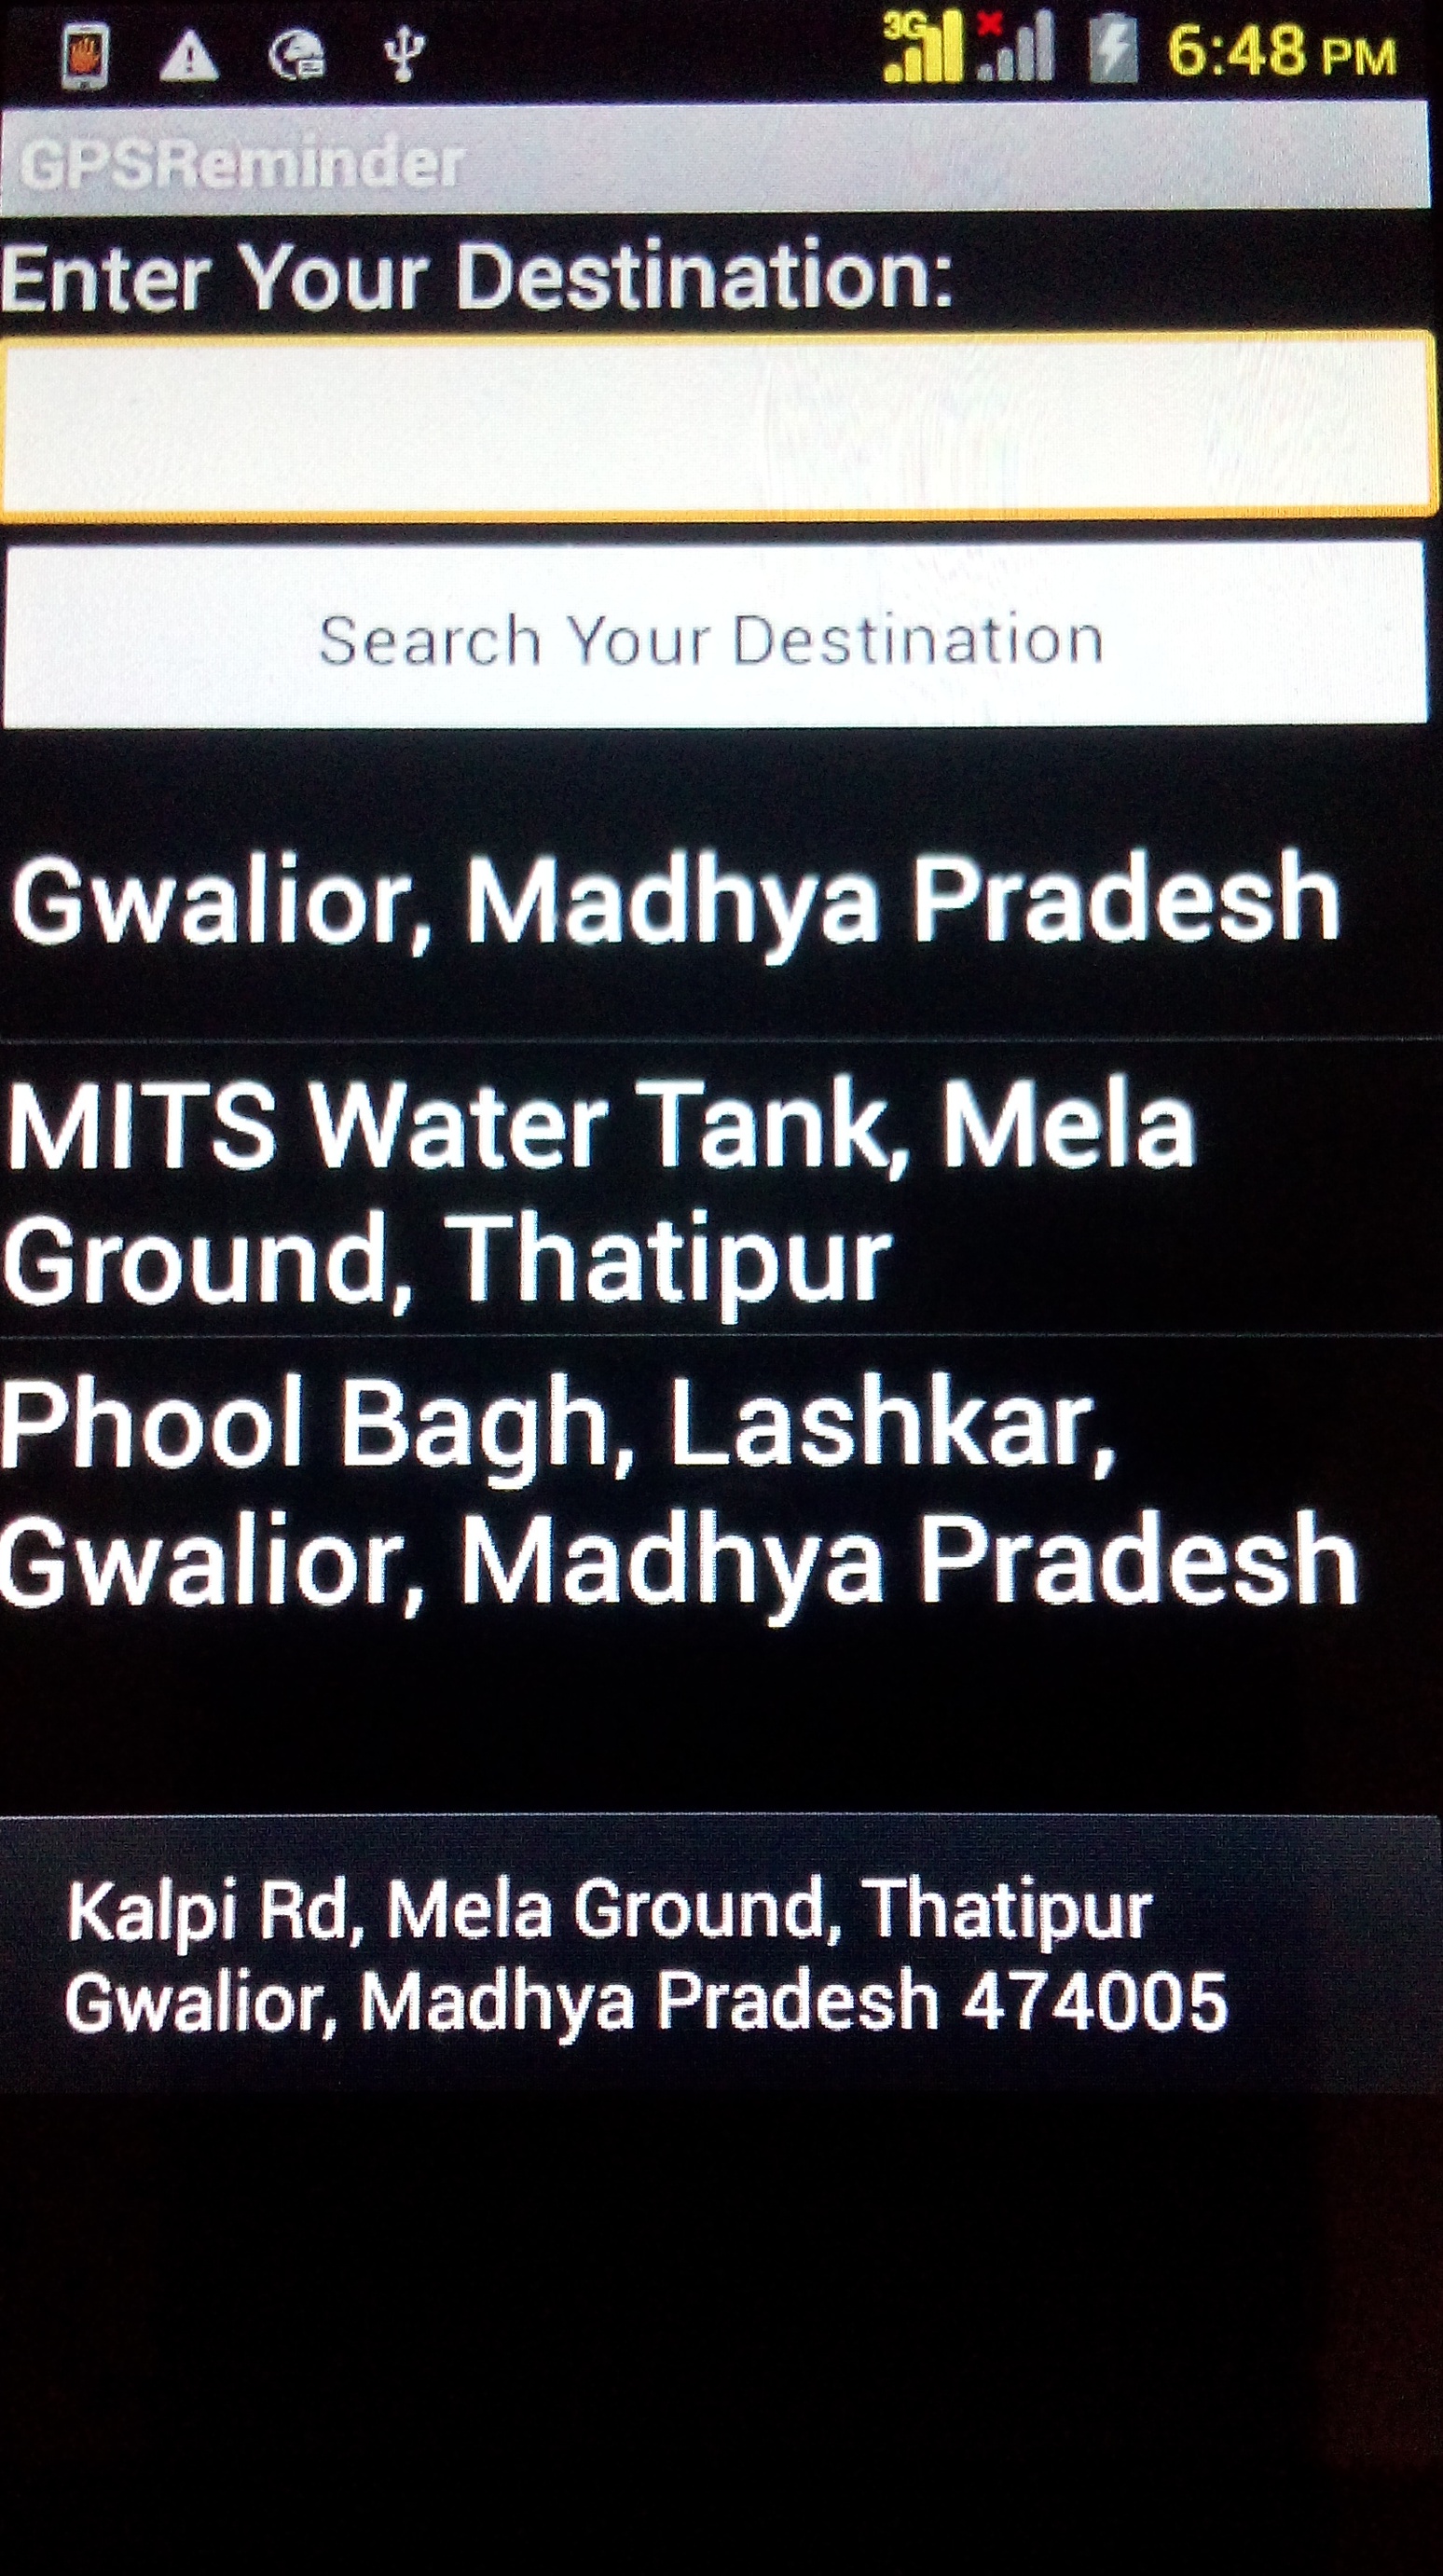 3G
6:48 PM
GPSReminder
Enter Your Destination:
Search Your Destination
Gwalior, Madhya Pradesh
MITS Water Tank, Mela
Ground, Thatipur
Phool Bagh, Lashkar,
Gwalior, Madhya Pradesh
Kalpi Rd, Mela Ground, Thatipur
Gwalior, Madhya Pradesh 474005